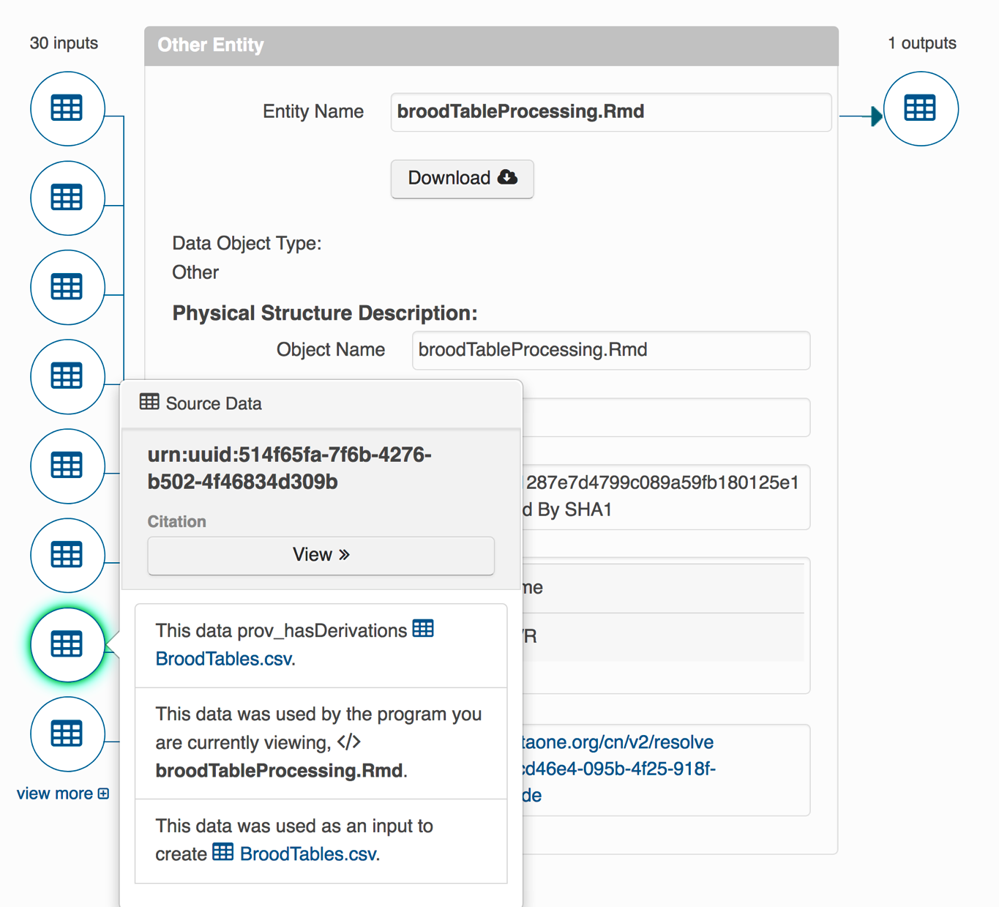 30 inputs
Other Entity
1 outputs
Entity Name
broodTableProcessing.Rmd
Download
Data Object Type:
Other
Physical Structure Description:
Object Name
broodTableProcessing.Rmd
Source Data
urn:uuid:514f65fa-7f6b-4276-
b502-4f46834d309b
Citation
View »
This data prov_hasDerivations
BroodTables.csv.
This data was used by the program you
are currently viewing, </>
broodTableProcessing.Rmd.
This data was used as an input to
create BroodTables.csv.
287e7d4799c089a59fb180125e1
d By SHA1
me
R
taone.org/cn/v2/resolve
cd46e4-095b-4f25-918f-
de
view more